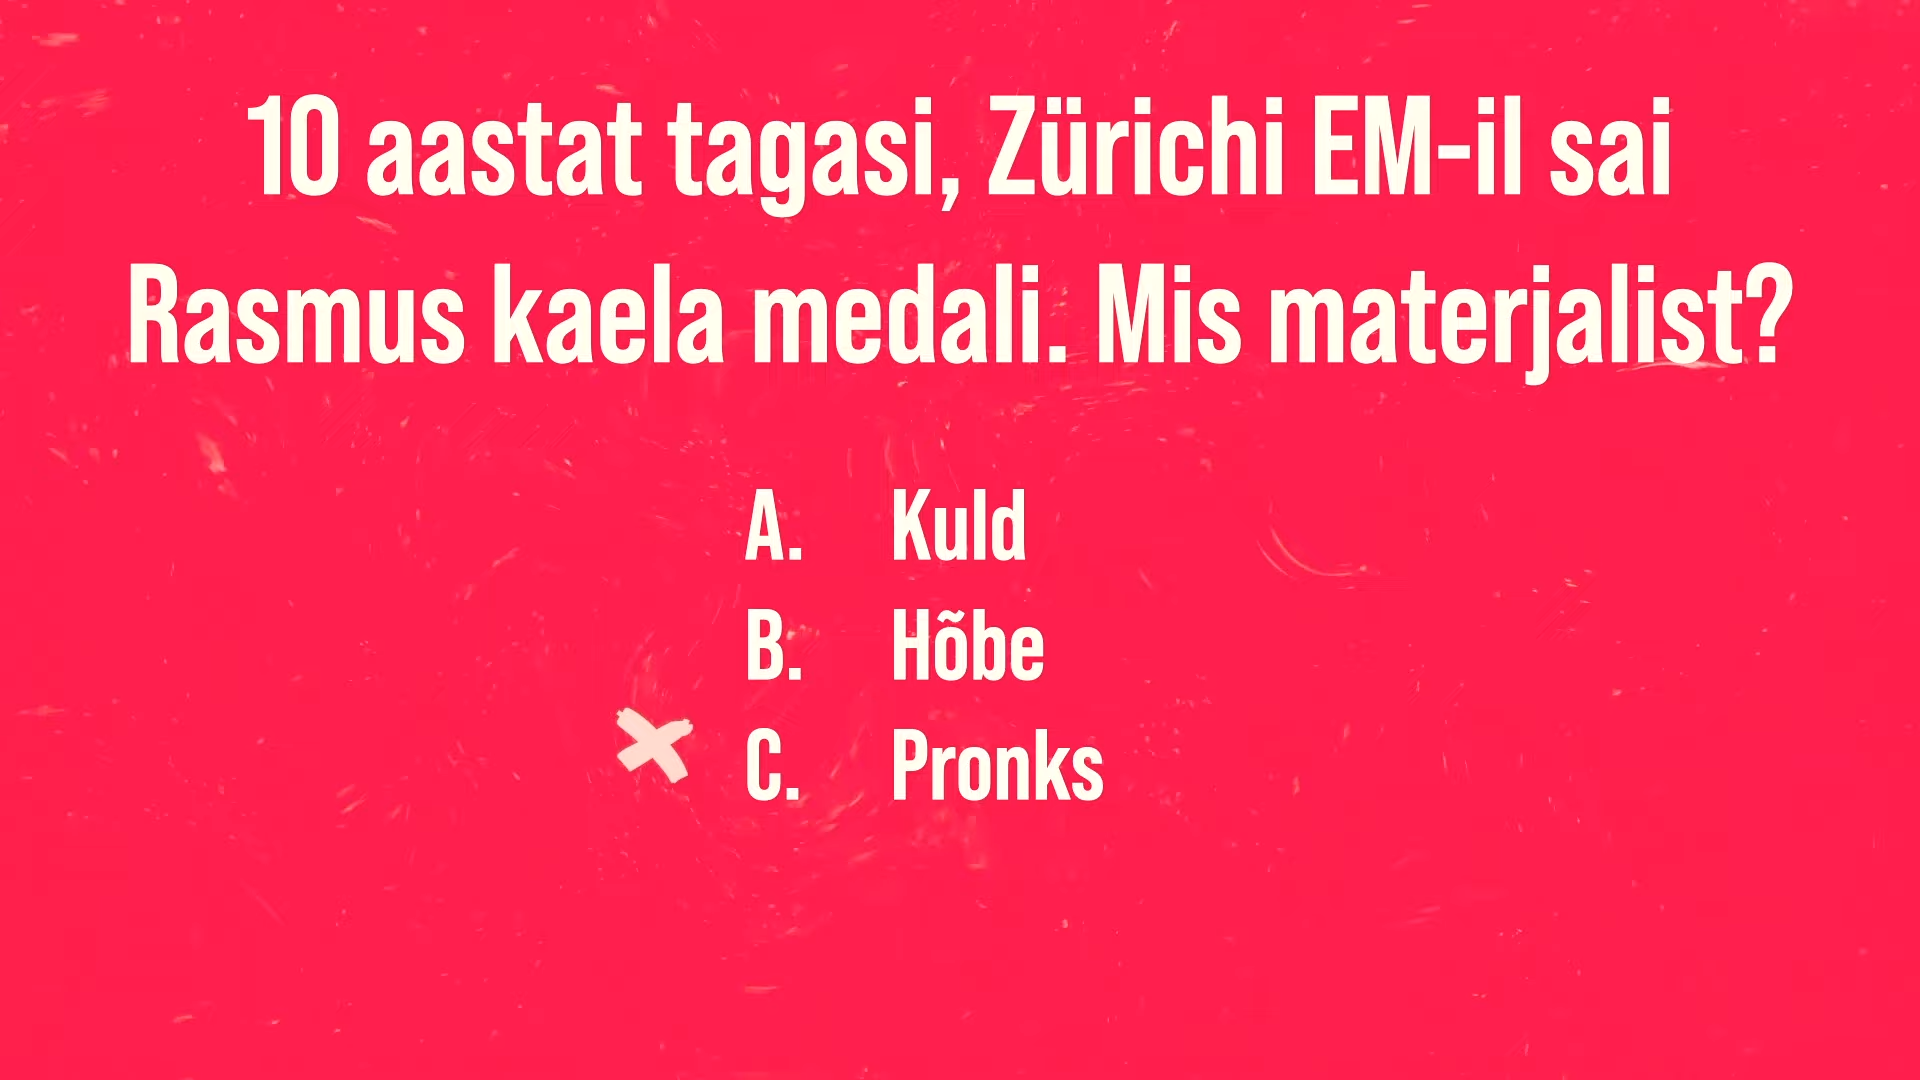 10 aastat tagasi, Zürichi EM-il sai
Rasmus kaela medali. Mis materjalist?
A. Kuld
B. Hõbe
C. Pronks